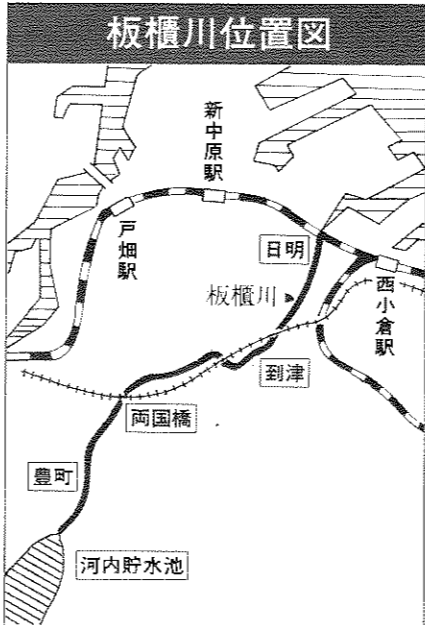 板櫃川位置図
新中原駅
戸畑駅
日明
板櫃川
西小倉駅
到津
両国橋
豊町
河内貯水池